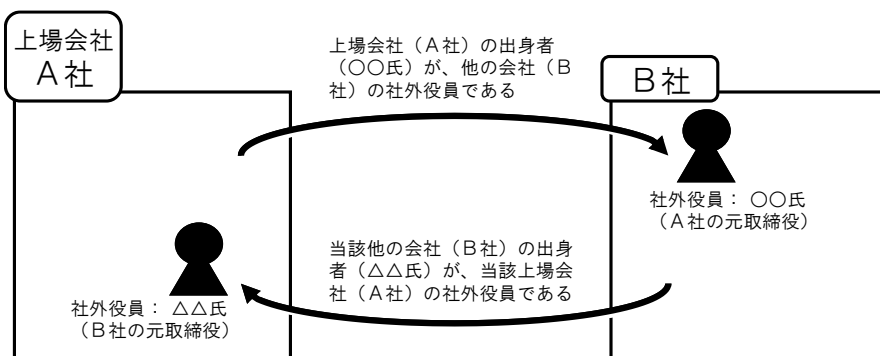 上場会社
A社
上場会社（A社）の出身者
（〇〇氏）が、他の会社（B
社）の社外役員である
B社
社外役員： 〇〇氏
（A社の元取締役）
当該他の会社（B社）の出身
者（△△氏）が、当該上場会
社（A社）の社外役員である
社外役員： △△氏
（B社の元取締役）